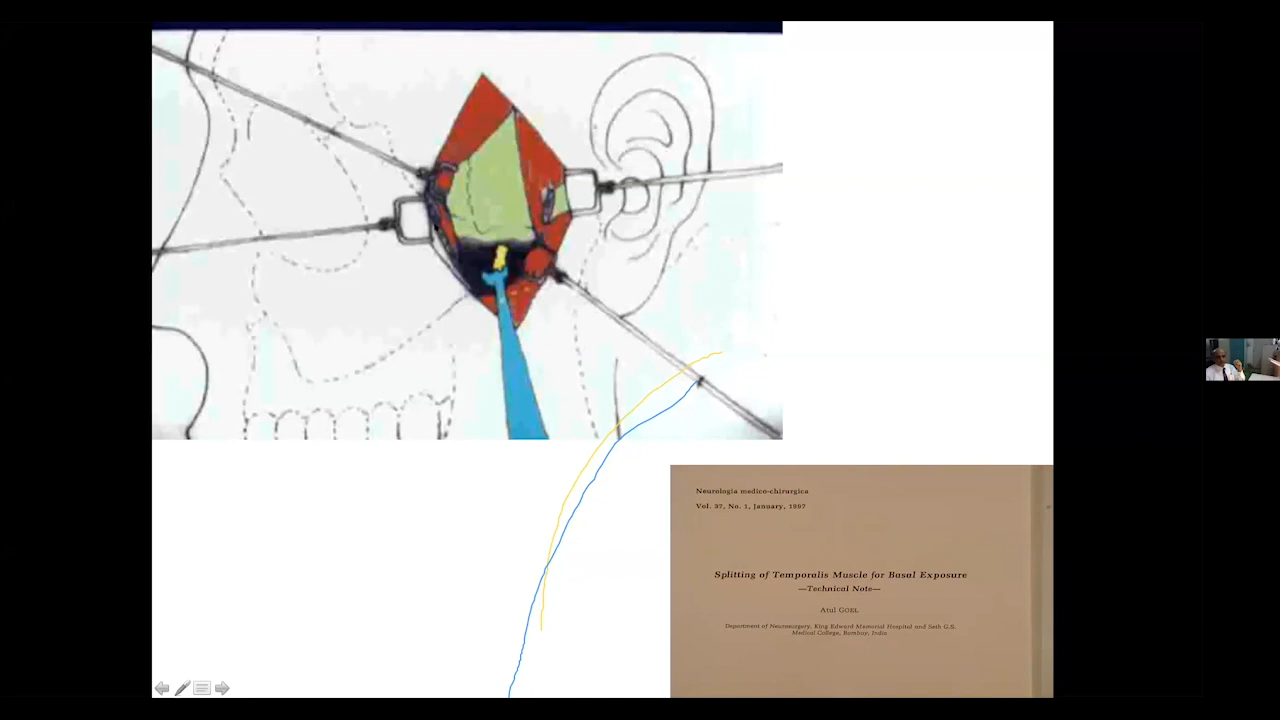 Neurologia medico-chirurgica
Vol. 37, No. 1, January, 1997
Splitting of Temporalis Muscle for Basal Exposure
—Technical Note—
Atul GOEL
Department of Neurosurgery, King Edward Memorial Hospital and Seth G.S.
Medical College, Bombay, India